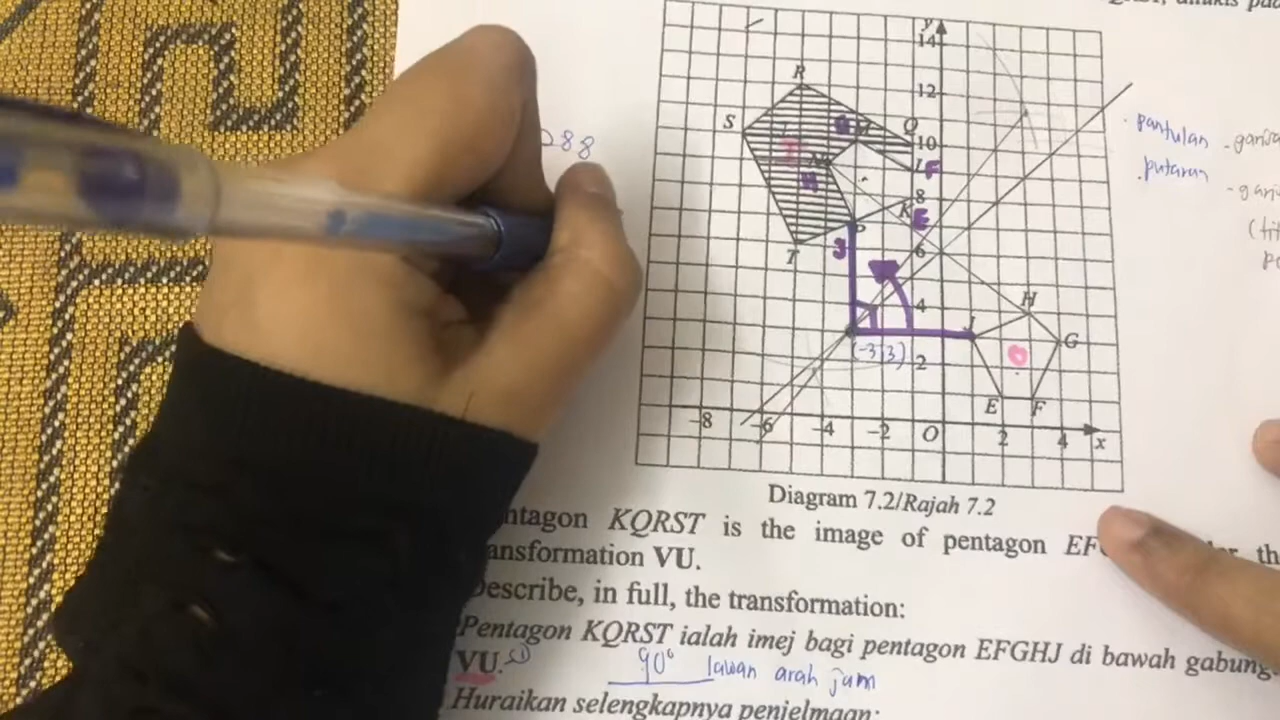 y
14
R
12
S
M
Q
10
N
L
F
H
8
K
E
P
T
J
6
H
4
J
G
(-3,3)
2
E
F
-8
-6
-4
-2
O
2
4
x
88
pantulan
putaran
Diagram 7.2/Rajah 7.2
ntagon KQRST is the image of pentagon EF
ansformation VU.
Describe, in full, the transformation:
Pentagon KQRST ialah imej bagi pentagon EFGHJ di bawah gabung
VU.
90° lawan arah jam
Huraikan selengkapnya penjelmaan: